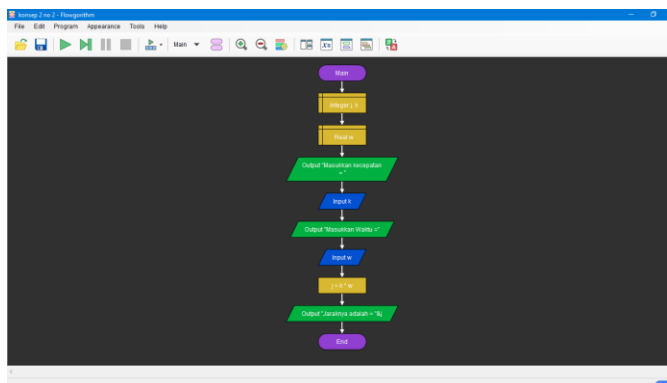 konsep 2 no 2 - Flowgorithm
File Edit Program Appearance Tools Help
Main
Main
Integer j, k
Real w
Output "Masukkan kecepatan
= "
Input k
Output "Masukkan Waktu ="
Input w
j = k * w
Output "Jaraknya adalah = "&j
End